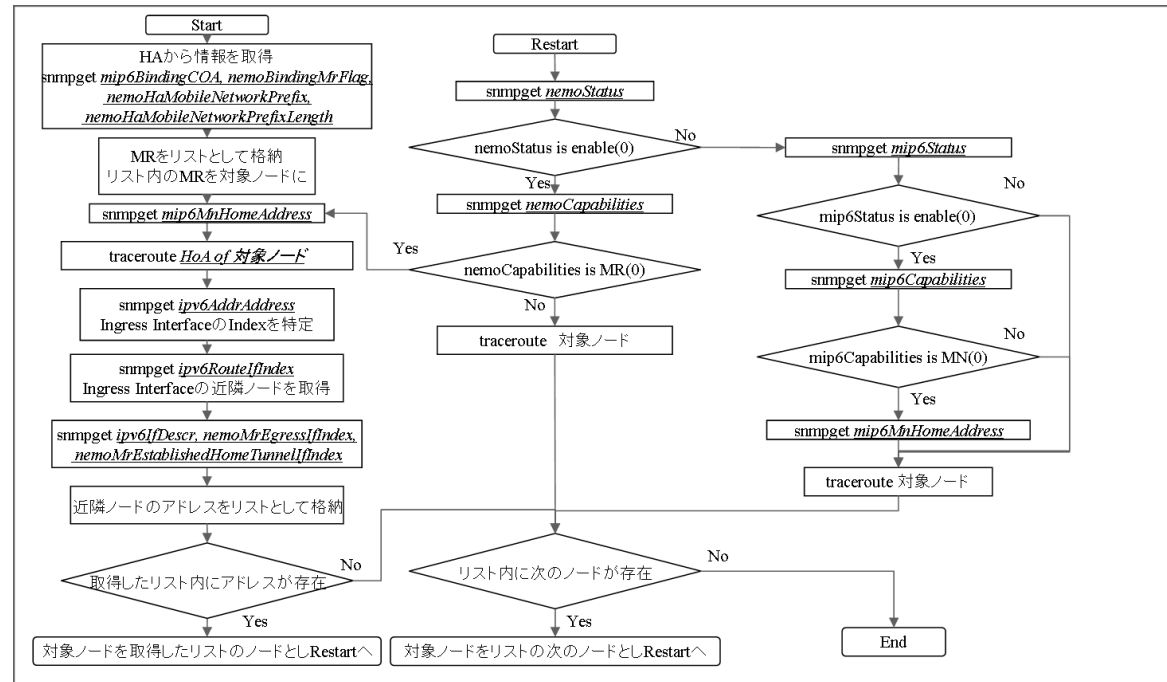 Start
HAから情報を取得
snmpget mip6BindingCOA, nemoBindingMrFlag,
nemoHaMobileNetworkPrefix,
nemoHaMobileNetworkPrefixLength
MRをリストとして格納
リスト内のMRを対象ノードに
snmpget mip6MnHomeAddress
traceroute HoA of 対象ノード
snmpget ipv6AddrAddress
Ingress InterfaceのIndexを特定
snmpget ipv6RouteIfIndex
Ingress Interfaceの近隣ノードを取得
snmpget ipv6IfDescr, nemoMrEgressIfIndex,
nemoMrEstablishedHomeTunnelIfIndex
近隣ノードのアドレスをリストとして格納
取得したリスト内にアドレスが存在
No
Yes
対象ノードを取得したリストのノードとしRestartへ
Restart
snmpget nemoStatus
nemoStatus is enable(0)
No
Yes
snmpget nemoCapabilities
nemoCapabilities is MR(0)
Yes
No
traceroute 対象ノード
リスト内に次のノードが存在
No
Yes
対象ノードをリストの次のノードとしRestartへ
snmpget mip6Status
mip6Status is enable(0)
No
Yes
snmpget mip6Capabilities
mip6Capabilities is MN(0)
No
Yes
snmpget mip6MnHomeAddress
traceroute 対象ノード
End